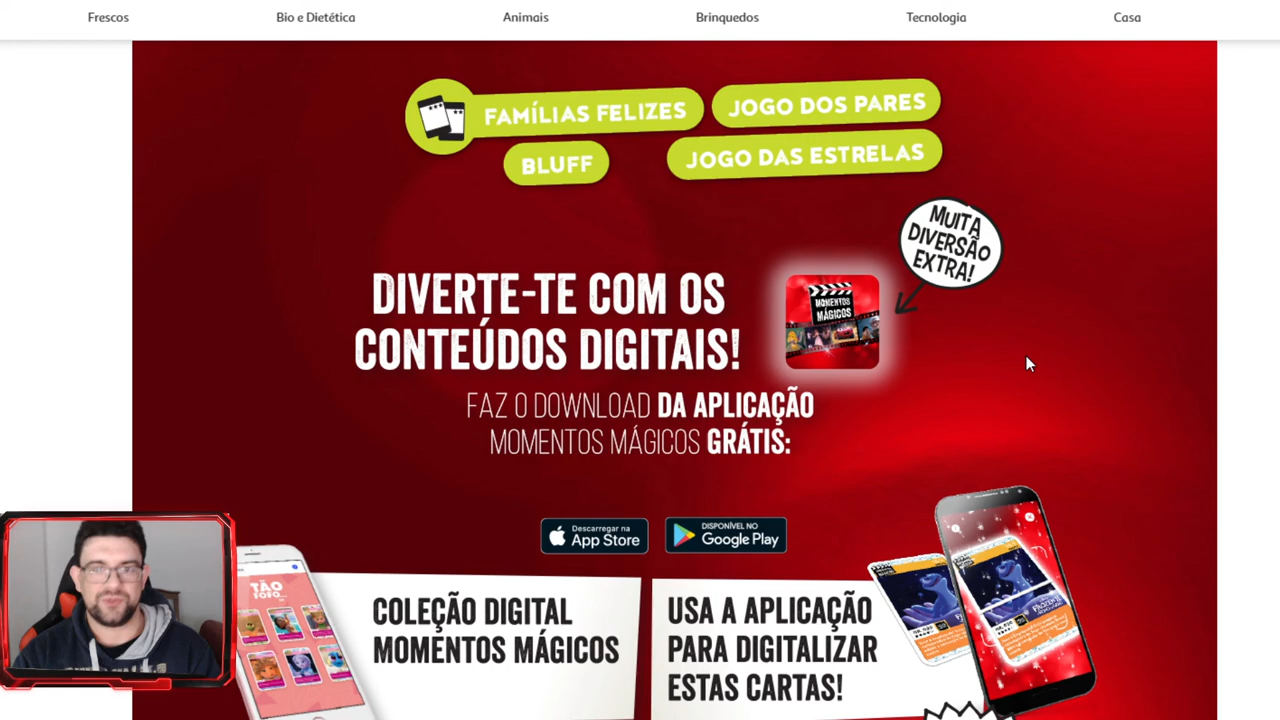 Frescos
Bio e Dietética
Animais
Brinquedos
Tecnologia
Casa
FAMÍLIAS FELIZES
JOGO DOS PARES
BLUFF
JOGO DAS ESTRELAS
MUITA
DIVERSÃO
EXTRA!
DIVERTE-TE COM OS
CONTEÚDOS DIGITAIS!
MOMENTOS
MÁGICOS
FAZ O DOWNLOAD DA APLICAÇÃO
MOMENTOS MÁGICOS GRÁTIS:
Descarregar na
App Store
DISPONÍVEL NO
Google Play
TÃO
FOFO...
COLEÇÃO DIGITAL
MOMENTOS MÁGICOS
USA A APLICAÇÃO
PARA DIGITALIZAR
ESTAS CARTAS!